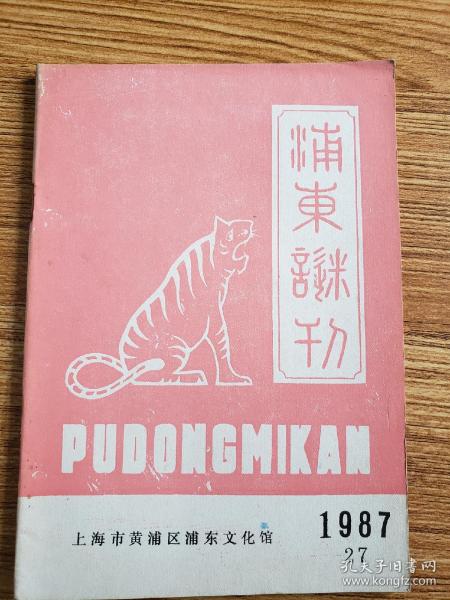 浦東謎刊
PUDONGMIKAN
上海市黄浦区浦东文化馆
1987
27
孔夫子旧书网
www.kongfz.com